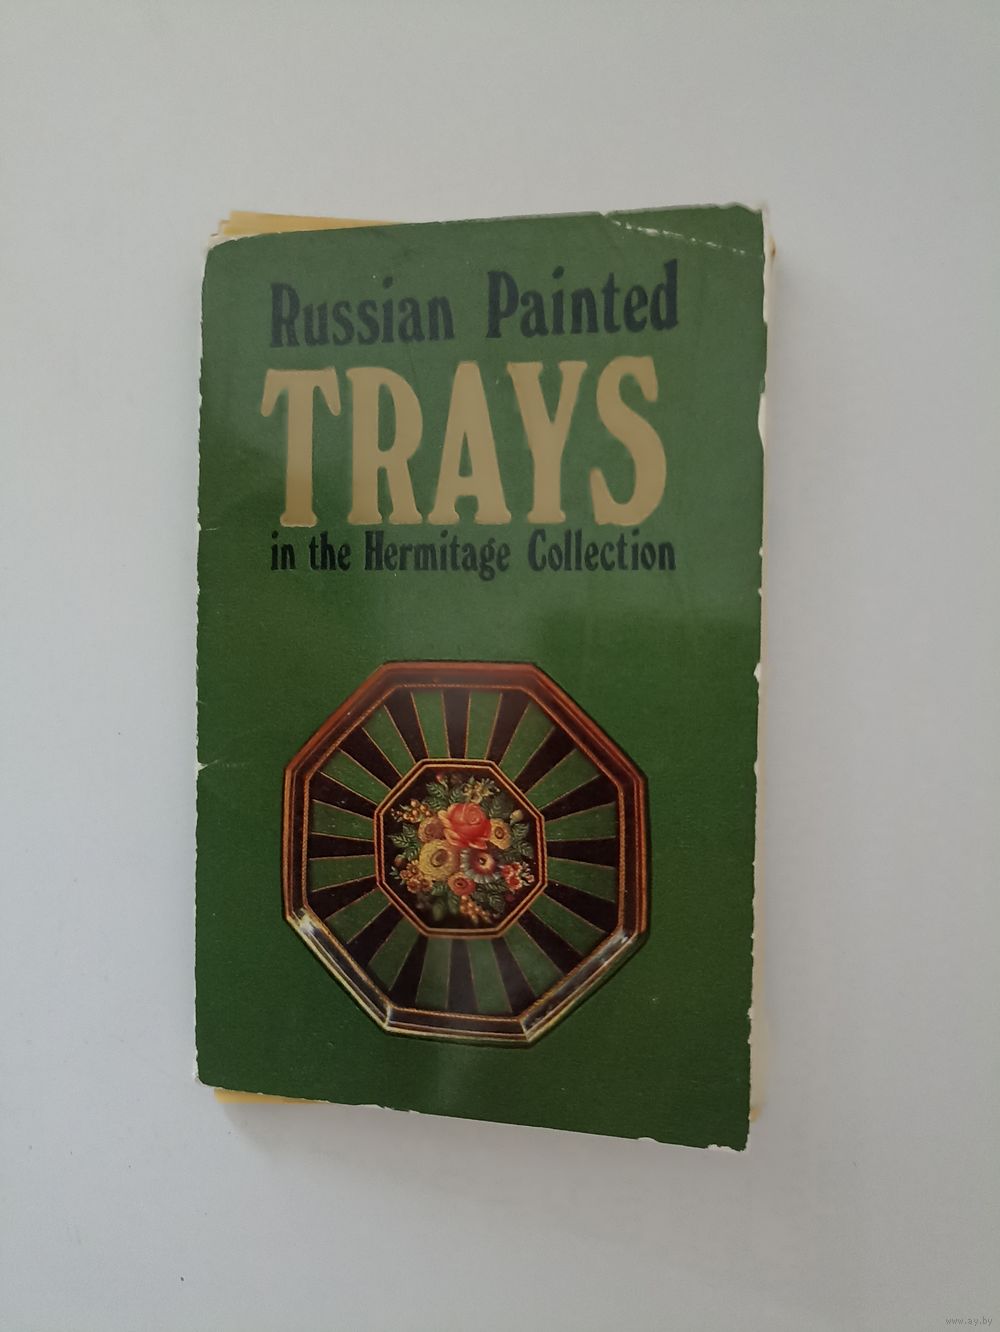 Russian Painted
TRAYS
in the Hermitage Collection
www.ay.by